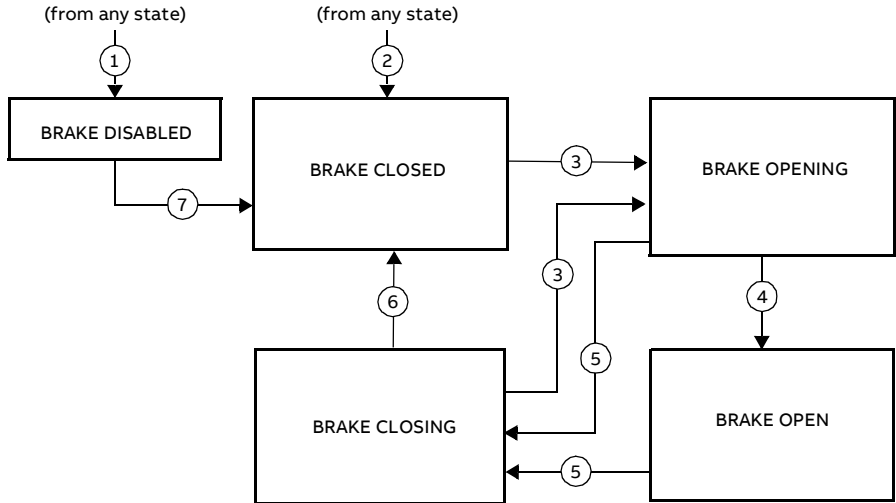 (from any state)
(from any state)
1
2
BRAKE DISABLED
BRAKE CLOSED
3
BRAKE OPENING
7
3
6
4
5
BRAKE CLOSING
BRAKE OPEN
5